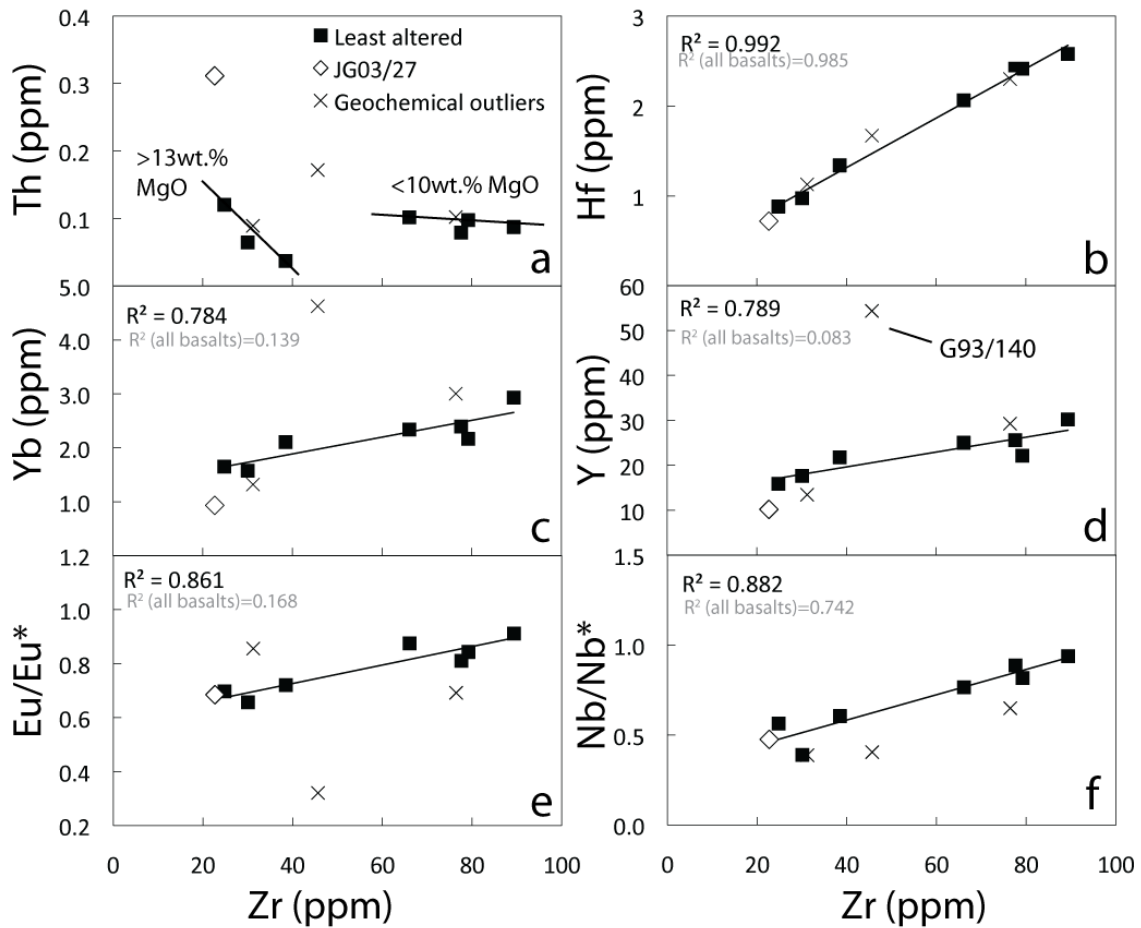 0.4
0.3
0.2
0.1
Th (ppm)
Least altered
JG03/27
Geochemical outliers
>13wt.%
MgO
<10wt.% MgO
a
3
2
1
Hf (ppm)
R² = 0.992
R² (all basalts)=0.985
b
5.0
4.0
3.0
2.0
1.0
Yb (ppm)
R² = 0.784
R² (all basalts)=0.139
c
60
50
40
30
20
10
Y (ppm)
R² = 0.789
R² (all basalts)=0.083
G93/140
d
1.2
1.0
0.8
0.6
0.4
0.2
Eu/Eu*
R² = 0.861
R² (all basalts)=0.168
e
0 20 40 60 80 100
Zr (ppm)
1.5
1.0
0.5
0.0
Nb/Nb*
R² = 0.882
R² (all basalts)=0.742
f
0 20 40 60 80 100
Zr (ppm)